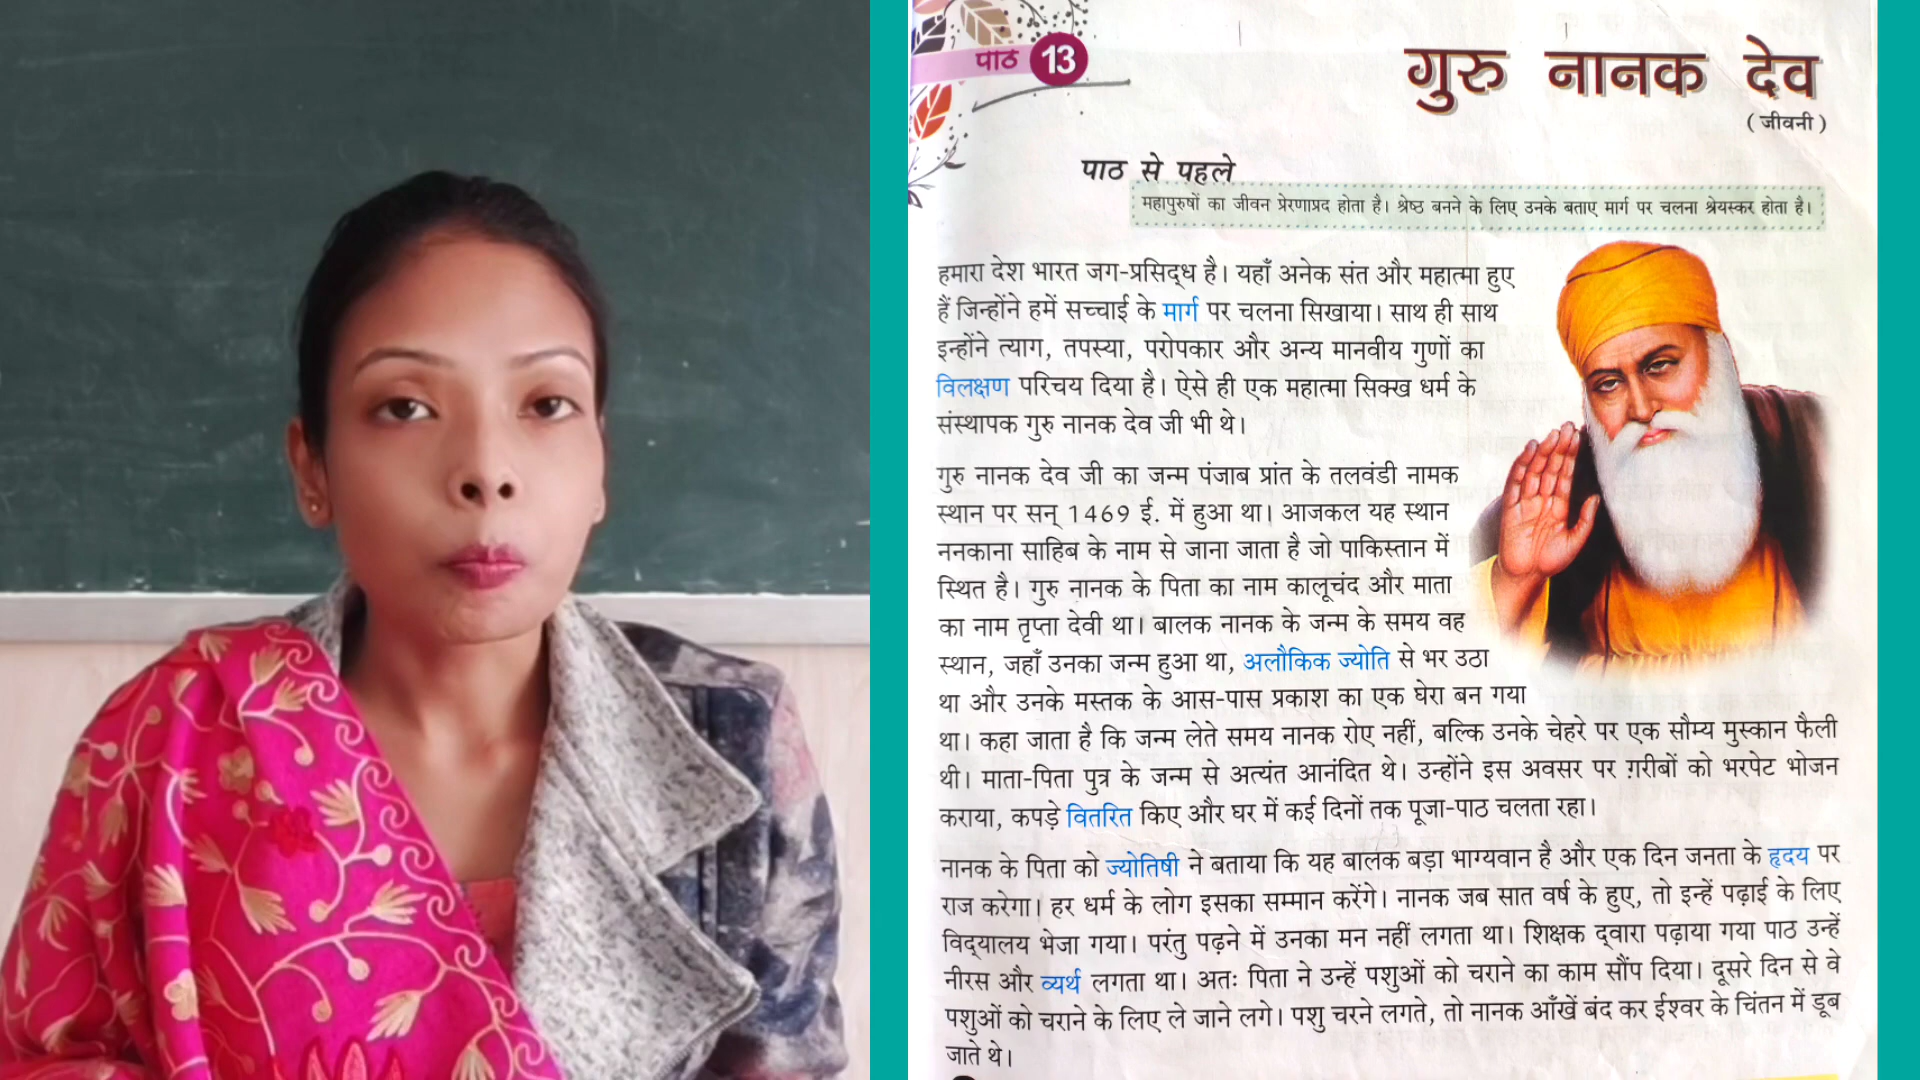 पाठ 13
गुरु नानक देव
( जीवनी )
पाठ से पहले
महापुरुषों का जीवन प्रेरणाप्रद होता है। श्रेष्ठ बनने के लिए उनके बताए मार्ग पर चलना श्रेयस्कर होता है।
हमारा देश भारत जग-प्रसिद्ध है। यहाँ अनेक संत और महात्मा हुए
हैं जिन्होंने हमें सच्चाई के मार्ग पर चलना सिखाया। साथ ही साथ
इन्होंने त्याग, तपस्या, परोपकार और अन्य मानवीय गुणों का
विलक्षण परिचय दिया है। ऐसे ही एक महात्मा सिक्ख धर्म के
संस्थापक गुरु नानक देव जी भी थे।
गुरु नानक देव जी का जन्म पंजाब प्रांत के तलवंडी नामक
स्थान पर सन् 1469 ई. में हुआ था। आजकल यह स्थान
ननकाना साहिब के नाम से जाना जाता है जो पाकिस्तान में
स्थित है। गुरु नानक के पिता का नाम कालूचंद और माता
का नाम तृप्ता देवी था। बालक नानक के जन्म के समय वह
स्थान, जहाँ उनका जन्म हुआ था, अलौकिक ज्योति से भर उठा
था और उनके मस्तक के आस-पास प्रकाश का एक घेरा बन गया
था। कहा जाता है कि जन्म लेते समय नानक रोए नहीं, बल्कि उनके चेहरे पर एक सौम्य मुस्कान फैली
थी। माता-पिता पुत्र के जन्म से अत्यंत आनंदित थे। उन्होंने इस अवसर पर ग़रीबों को भरपेट भोजन
कराया, कपड़े वितरित किए और घर में कई दिनों तक पूजा-पाठ चलता रहा।
नानक के पिता को ज्योतिषी ने बताया कि यह बालक बड़ा भाग्यवान है और एक दिन जनता के हृदय पर
राज करेगा। हर धर्म के लोग इसका सम्मान करेंगे। नानक जब सात वर्ष के हुए, तो इन्हें पढ़ाई के लिए
विद्यालय भेजा गया। परंतु पढ़ने में उनका मन नहीं लगता था। शिक्षक द्वारा पढ़ाया गया पाठ उन्हें
नीरस और व्यर्थ लगता था। अतः पिता ने उन्हें पशुओं को चराने का काम सौंप दिया। दूसरे दिन से वे
पशुओं को चराने के लिए ले जाने लगे। पशु चरने लगते, तो नानक आँखें बंद कर ईश्वर के चिंतन में डूब
जाते थे।